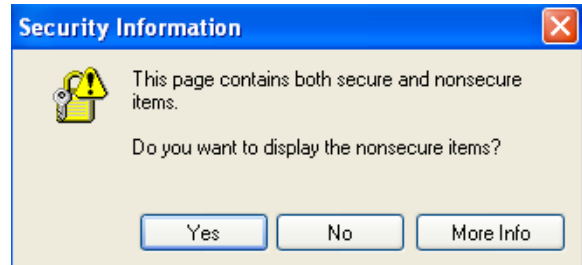 Security Information
This page contains both secure and nonsecure
items.
Do you want to display the nonsecure items?
Yes
No
More Info